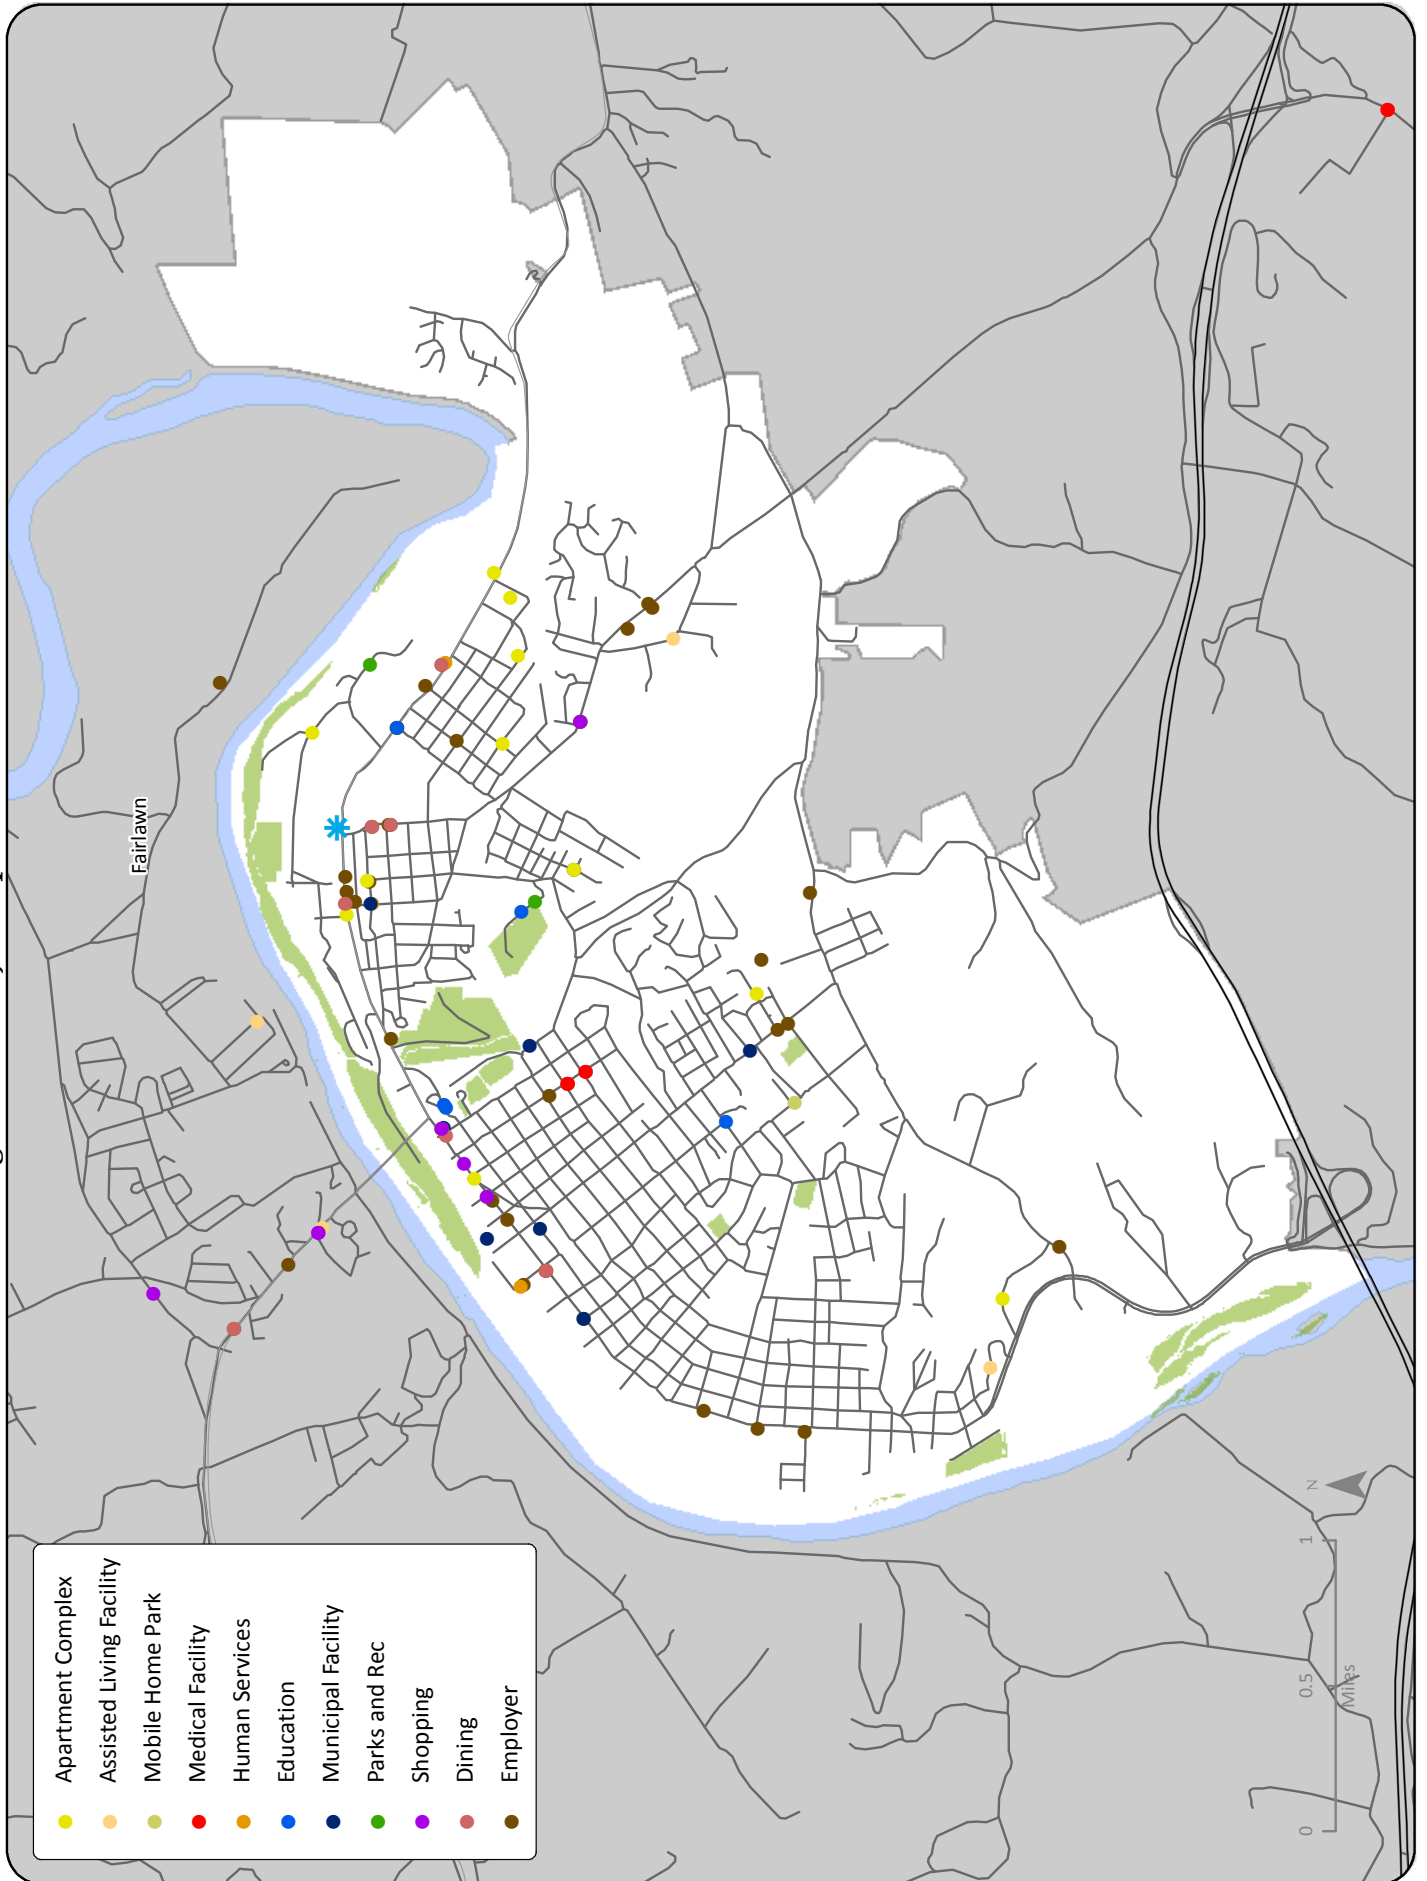 Fairlawn
Apartment Complex
Assisted Living Facility
Mobile Home Park
Medical Facility
Human Services
Education
Municipal Facility
Parks and Rec
Shopping
Dining
Employer
N
0 0.5 1
Miles